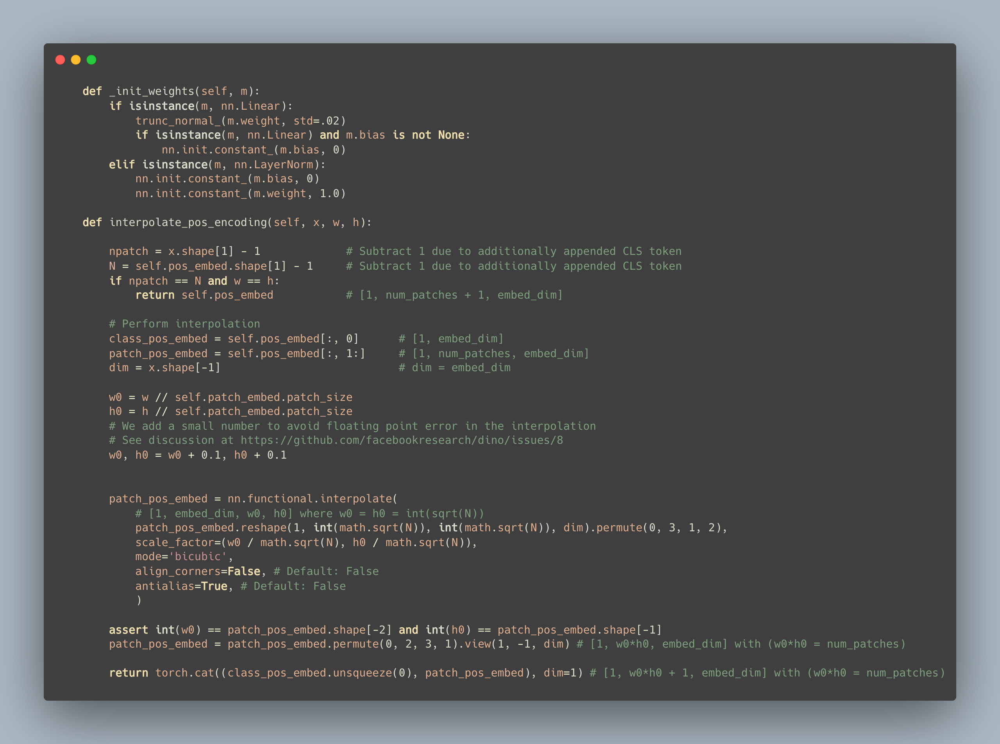 def _init_weights(self, m):
    if isinstance(m, nn.Linear):
        trunc_normal_(m.weight, std=.02)
        if isinstance(m, nn.Linear) and m.bias is not None:
            nn.init.constant_(m.bias, 0)
    elif isinstance(m, nn.LayerNorm):
        nn.init.constant_(m.bias, 0)
        nn.init.constant_(m.weight, 1.0)

def interpolate_pos_encoding(self, x, w, h):

    npatch = x.shape[1] - 1             # Subtract 1 due to additionally appended CLS token
    N = self.pos_embed.shape[1] - 1     # Subtract 1 due to additionally appended CLS token
    if npatch == N and w == h:
        return self.pos_embed           # [1, num_patches + 1, embed_dim]

    # Perform interpolation
    class_pos_embed = self.pos_embed[:, 0]      # [1, embed_dim]
    patch_pos_embed = self.pos_embed[:, 1:]     # [1, num_patches, embed_dim]
    dim = x.shape[-1]                           # dim = embed_dim

    w0 = w // self.patch_embed.patch_size
    h0 = h // self.patch_embed.patch_size
    # We add a small number to avoid floating point error in the interpolation
    # See discussion at https://github.com/facebookresearch/dino/issues/8
    w0, h0 = w0 + 0.1, h0 + 0.1


    patch_pos_embed = nn.functional.interpolate(
        # [1, embed_dim, w0, h0] where w0 = h0 = int(sqrt(N))
        patch_pos_embed.reshape(1, int(math.sqrt(N)), int(math.sqrt(N)), dim).permute(0, 3, 1, 2),
        scale_factor=(w0 / math.sqrt(N), h0 / math.sqrt(N)),
        mode='bicubic',
        align_corners=False, # Default: False
        antialias=True, # Default: False
        )

    assert int(w0) == patch_pos_embed.shape[-2] and int(h0) == patch_pos_embed.shape[-1]
    patch_pos_embed = patch_pos_embed.permute(0, 2, 3, 1).view(1, -1, dim) # [1, w0*h0, embed_dim] with (w0*h0 = num_patches)

    return torch.cat((class_pos_embed.unsqueeze(0), patch_pos_embed), dim=1) # [1, w0*h0 + 1, embed_dim] with (w0*h0 = num_patches)